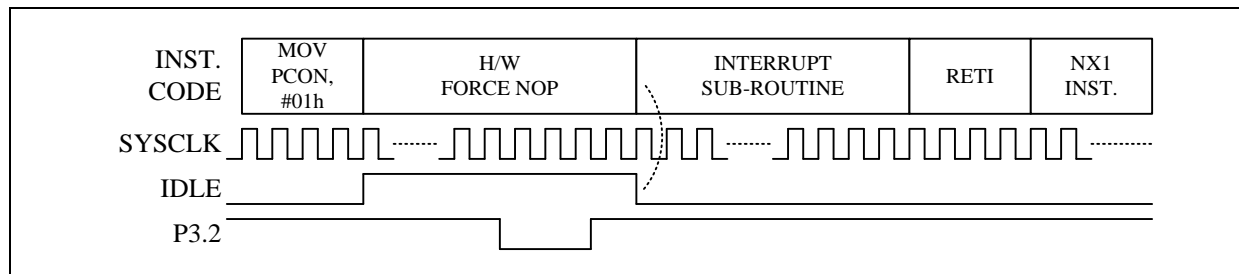 INST.
CODE
MOV
PCON,
#01h
H/W
FORCE NOP
INTERRUPT
SUB-ROUTINE
RETI
NX1
INST.
SYSCLK
IDLE
P3.2